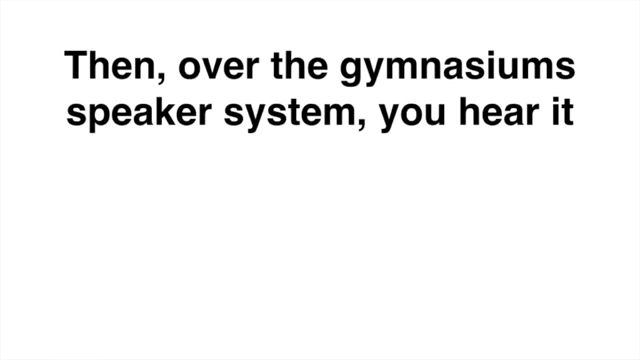 Then, over the gymnasiums
speaker system, you hear it